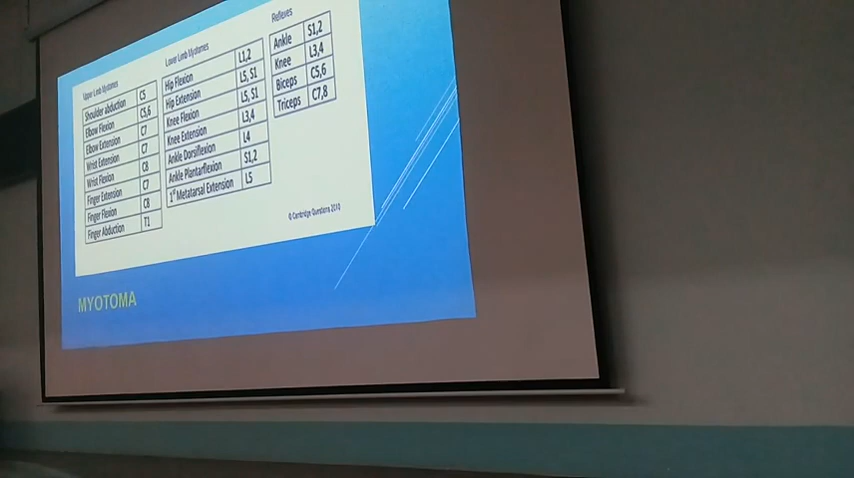 Upper Limb Myotomes
Shoulder abduction C5
Elbow Flexion C5,6
Elbow Extension C7
Wrist Extension C7
Wrist Flexion C8
Finger Extension C7
Finger Flexion C8
Finger Abduction T1
Lower Limb Myotomes
Hip Flexion L1,2
Hip Extension L5, S1
Knee Flexion L5, S1
Knee Extension L3,4
Ankle Dorsiflexion L4
Ankle Plantarflexion S1,2
1st Metatarsal Extension L5
Reflexes
Ankle S1,2
Knee L3,4
Biceps C5,6
Triceps C7,8
© Cambridge Questions 2010
MYOTOMA